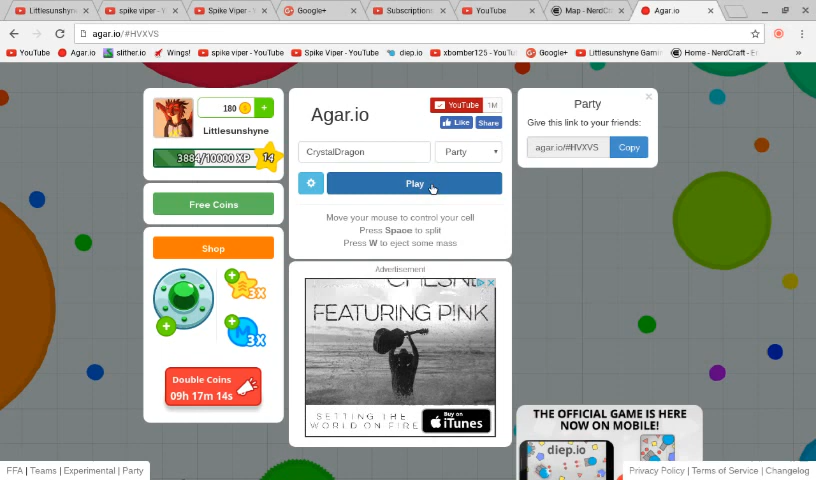 Littlesunshyn
spike viper - Y
Spike Viper - Y
Google+
Subscriptions
YouTube
Map - NerdCr
Agar.io
agar.io/#HVXVS
YouTube
Agar.io
slither.io
Wings!
spike viper - YouTube
Spike Viper - YouTube
diep.io
xbomber125 - YouTu
Google+
Littlesunshyne Gami
Home - NerdCraft - E
»
180
+
Littlesunshyne
3884/10000 XP
14
Free Coins
Shop
3X
M
3X
Double Coins
09h 17m 14s
Agar.io
YouTube 1M
Like Share
CrystalDragon
Party
Play
Move your mouse to control your cell
Press Space to split
Press W to eject some mass
Advertisement
FEATURING P!NK
SETTING THE
WORLD ON FIRE
Buy on
iTunes
Party
Give this link to your friends:
agar.io/#HVXVS
Copy
THE OFFICIAL GAME IS HERE
NOW ON MOBILE!
diep.io
FFA | Teams | Experimental | Party
Privacy Policy | Terms of Service | Changelog